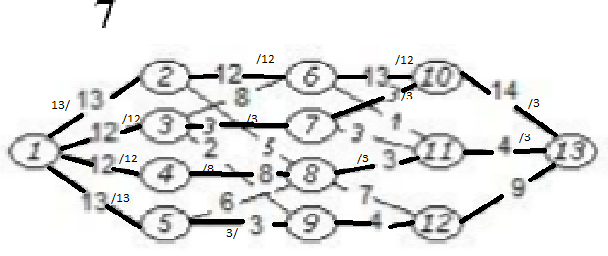 7
/12 /12
2 12 6 13 10
13/ 13 8 3 /3 14 /3
/12 /3 1
12 3 3 7 3 /3
1 2 5 11 4 13
12 /12 /8 /3 3
4 8 8
13 /13 6 7 9
5 3/ 3 9 4 12